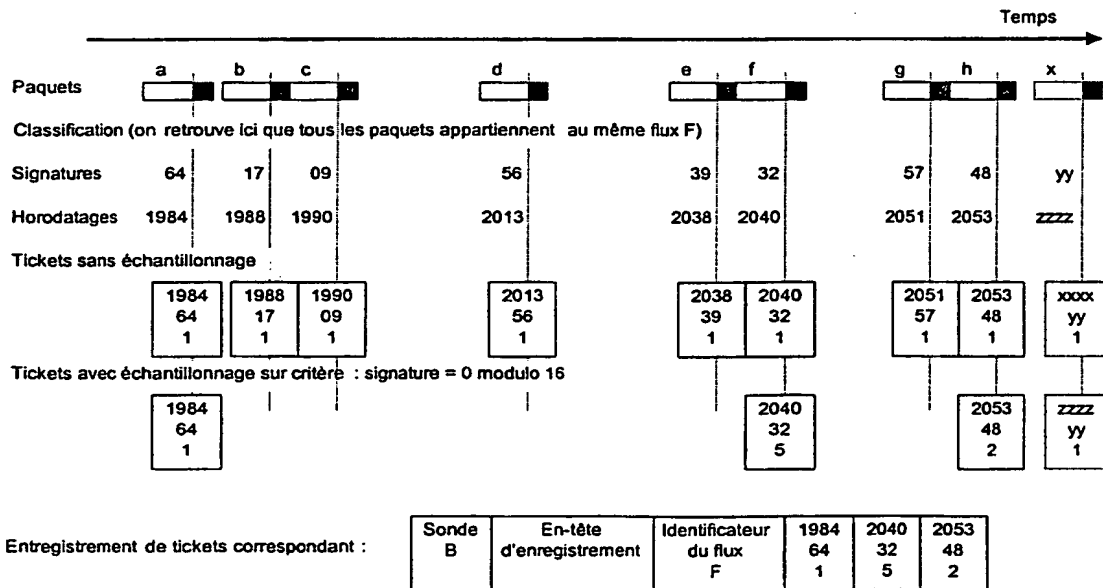 Temps
a b c d e f g h x
Paquets
Classification (on retrouve ici que tous les paquets appartiennent au même flux F)
Signatures 64 17 09 56 39 32 57 48 yy
Horodatages 1984 1988 1990 2013 2038 2040 2051 2053 zzzz
Tickets sans échantillonnage
1984 1988 1990 2013 2038 2040 2051 2053 xxxx
64 17 09 56 39 32 57 48 yy
1 1 1 1 1 1 1 1 1
Tickets avec échantillonnage sur critère : signature = 0 modulo 16
1984 2040 2053 zzzz
64 32 48 yy
1 5 2 1
Sonde En-tête Identificateur 1984 2040 2053
Entregistrement de tickets correspondant : B d'enregistrement du flux 64 32 48
F 1 5 2